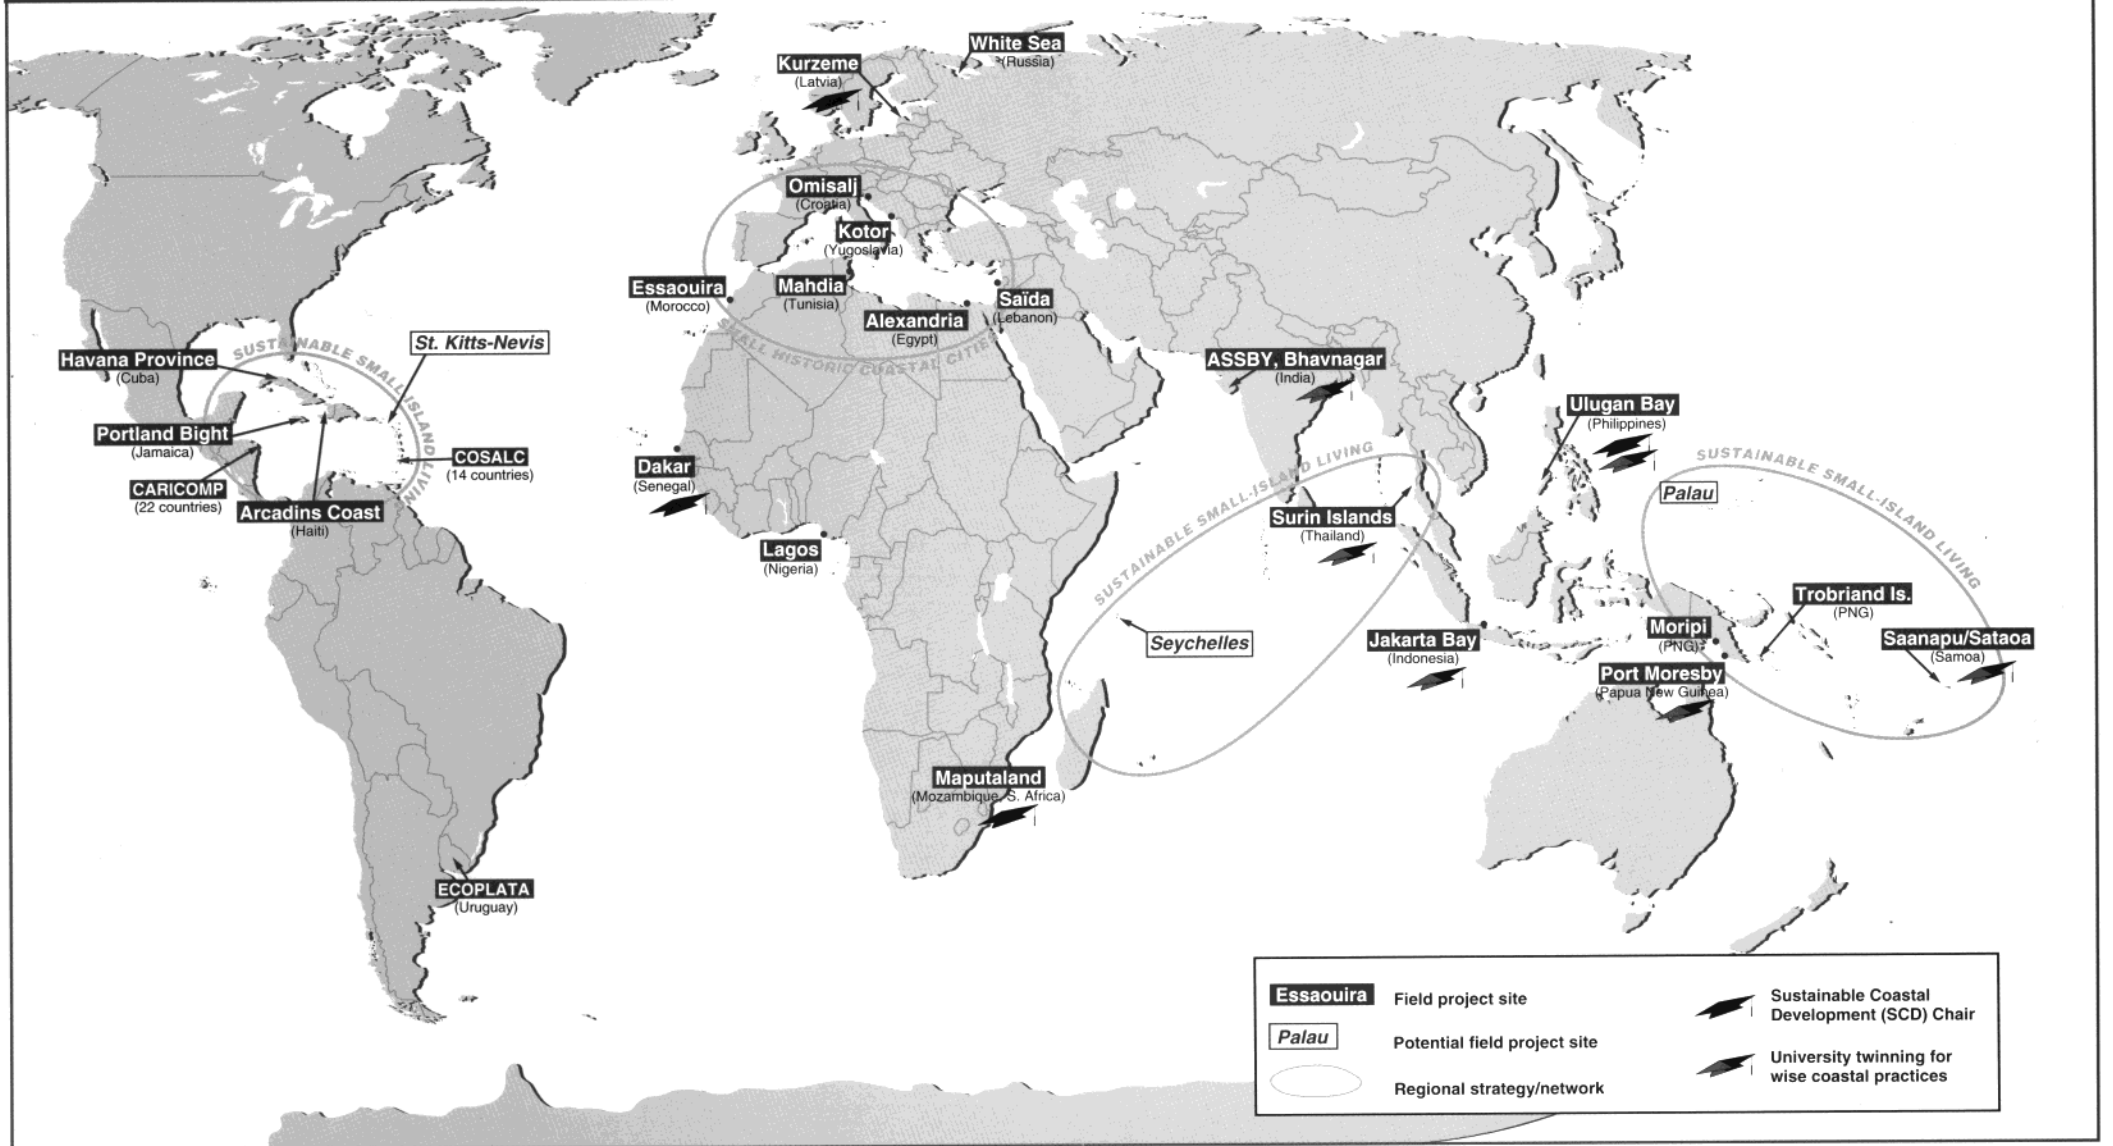 White Sea
(Russia)
Kurzeme
(Latvia)
Omisalj
(Croatia)
Kotor
(Yugoslavia)
Essaouira
(Morocco)
Mahdia
(Tunisia)
Alexandria
(Egypt)
Saïda
(Lebanon)
SMALL HISTORIC COASTAL CITIES
St. Kitts-Nevis
SUSTAINABLE SMALL-ISLAND LIVING
Havana Province
(Cuba)
Portland Bight
(Jamaica)
CARICOMP
(22 countries)
Arcadins Coast
(Haiti)
COSALC
(14 countries)
Dakar
(Senegal)
Lagos
(Nigeria)
ASSBY, Bhavnagar
(India)
Ulugan Bay
(Philippines)
SUSTAINABLE SMALL-ISLAND LIVING
Surin Islands
(Thailand)
SUSTAINABLE SMALL-ISLAND LIVING
Palau
Trobriand Is.
(PNG)
Moripi
(PNG)
Saanapu/Sataoa
(Samoa)
Seychelles
Jakarta Bay
(Indonesia)
Port Moresby
(Papua New Guinea)
Maputaland
(Mozambique, S. Africa)
ECOPLATA
(Uruguay)
Essaouira
Field project site
Palau
Potential field project site
Regional strategy/network
Sustainable Coastal
Development (SCD) Chair
University twinning for
wise coastal practices